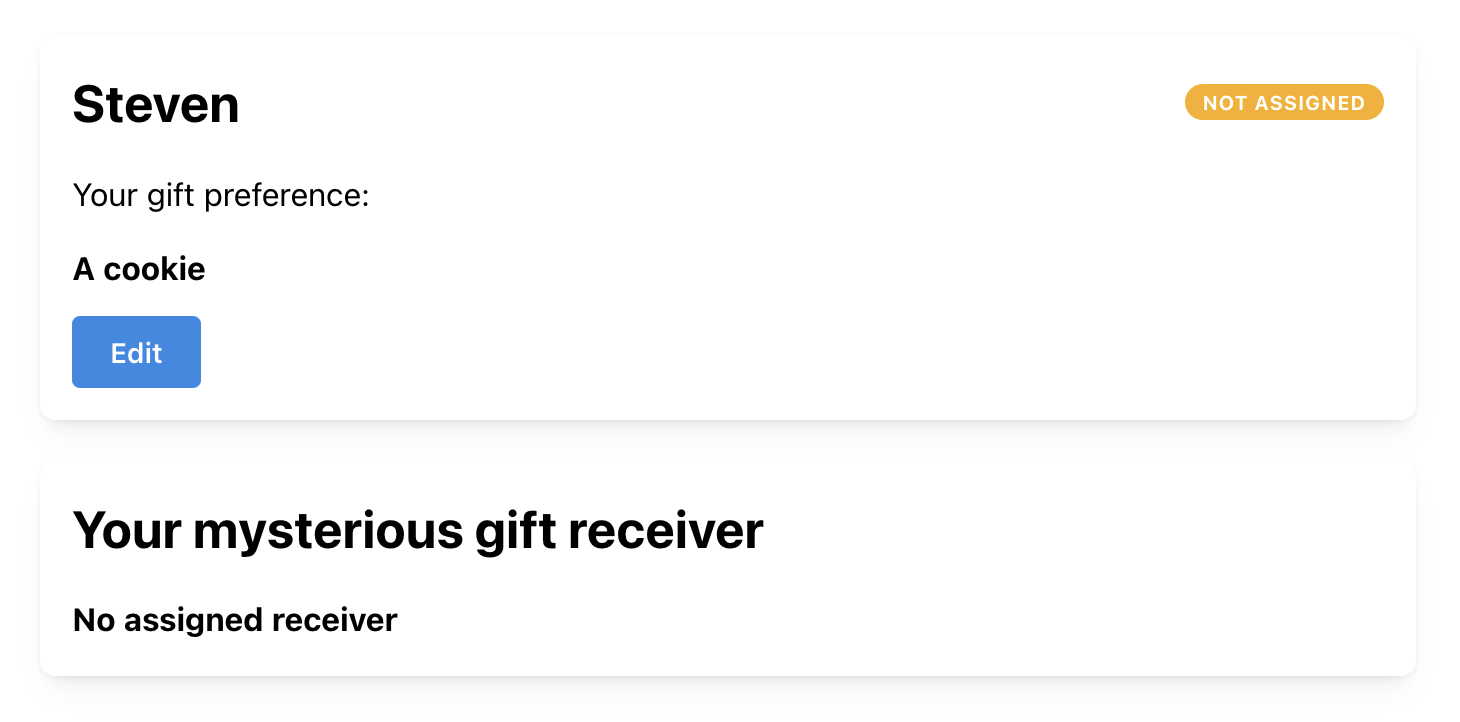 Steven
NOT ASSIGNED
Your gift preference:
A cookie
Edit
Your mysterious gift receiver
No assigned receiver